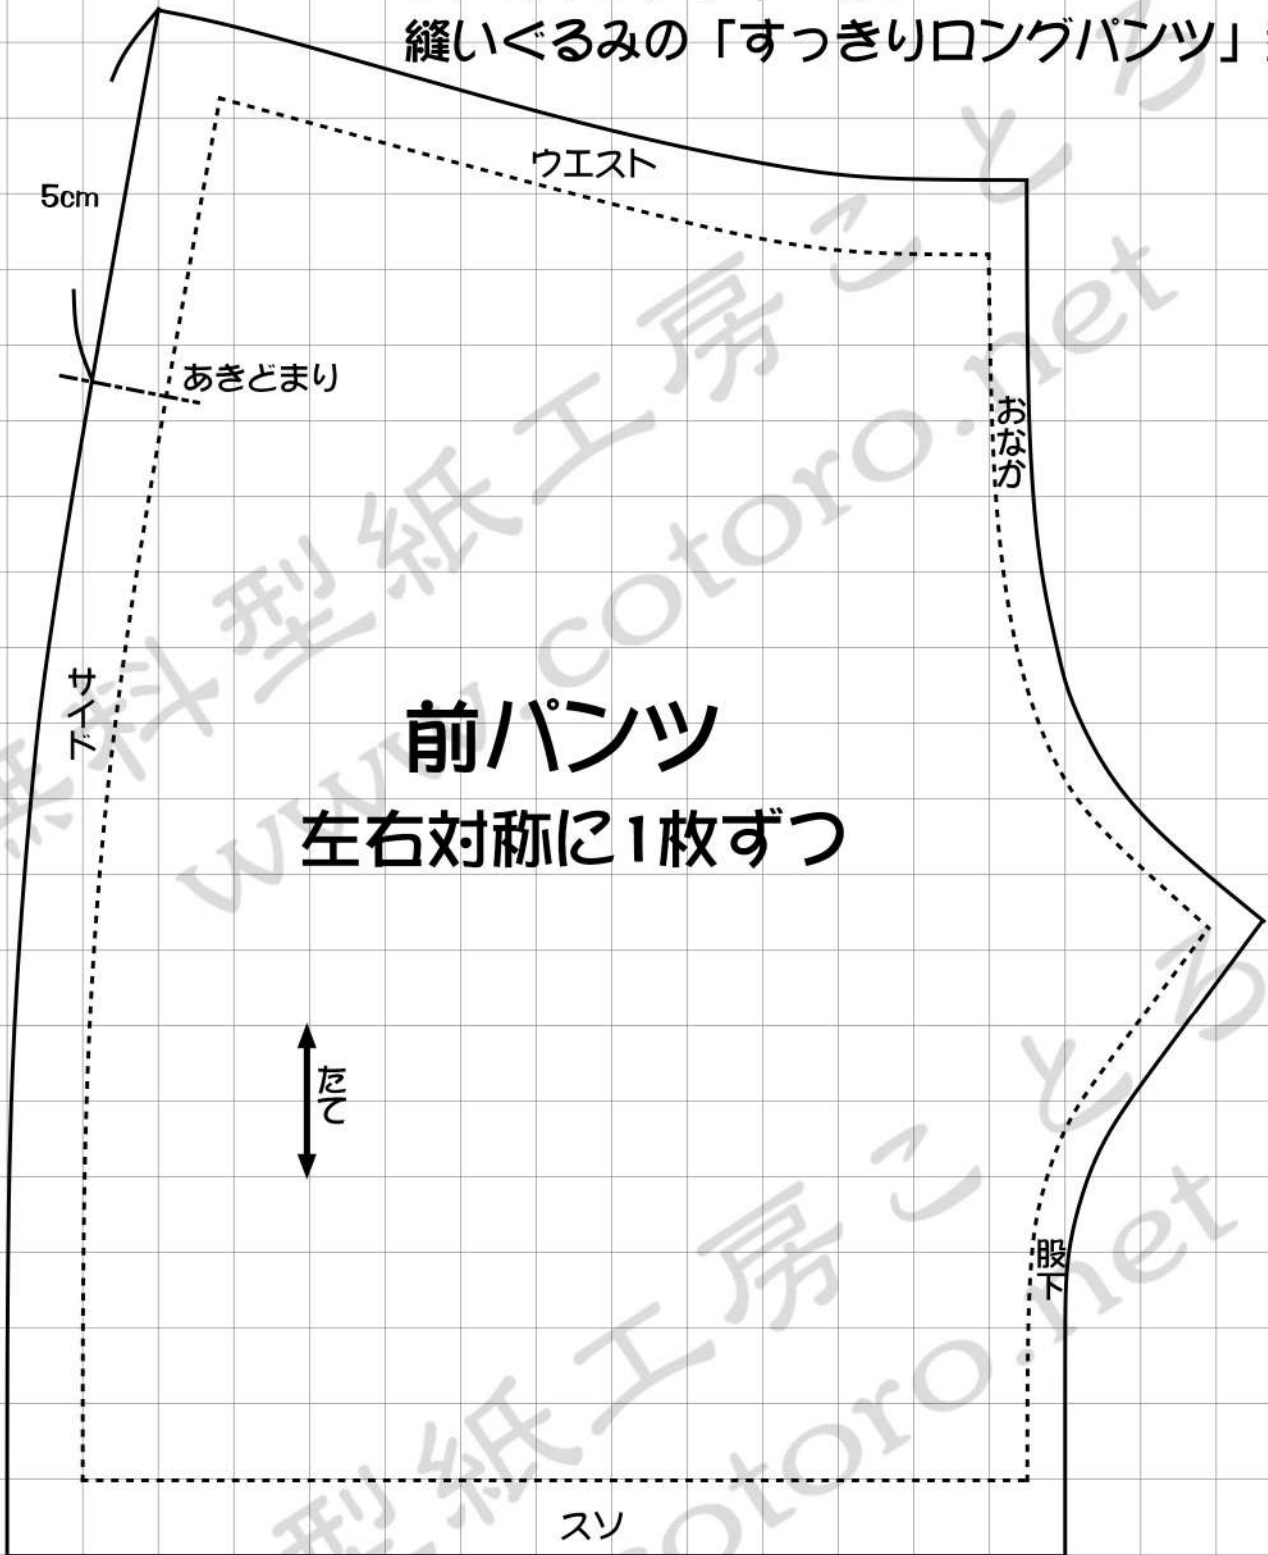 縫いぐるみの「すっきりロングパンツ」
ウエスト
5cm
あきどまり
おなか
サイド
前パンツ
左右対称に1枚ずつ
たて
股下
スソ
無料型紙工房ことろ
www.cotoro.net
型紙工房ことろ
cotoro.net